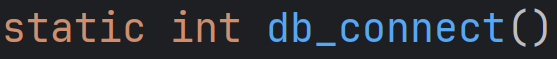 static int db_connect()